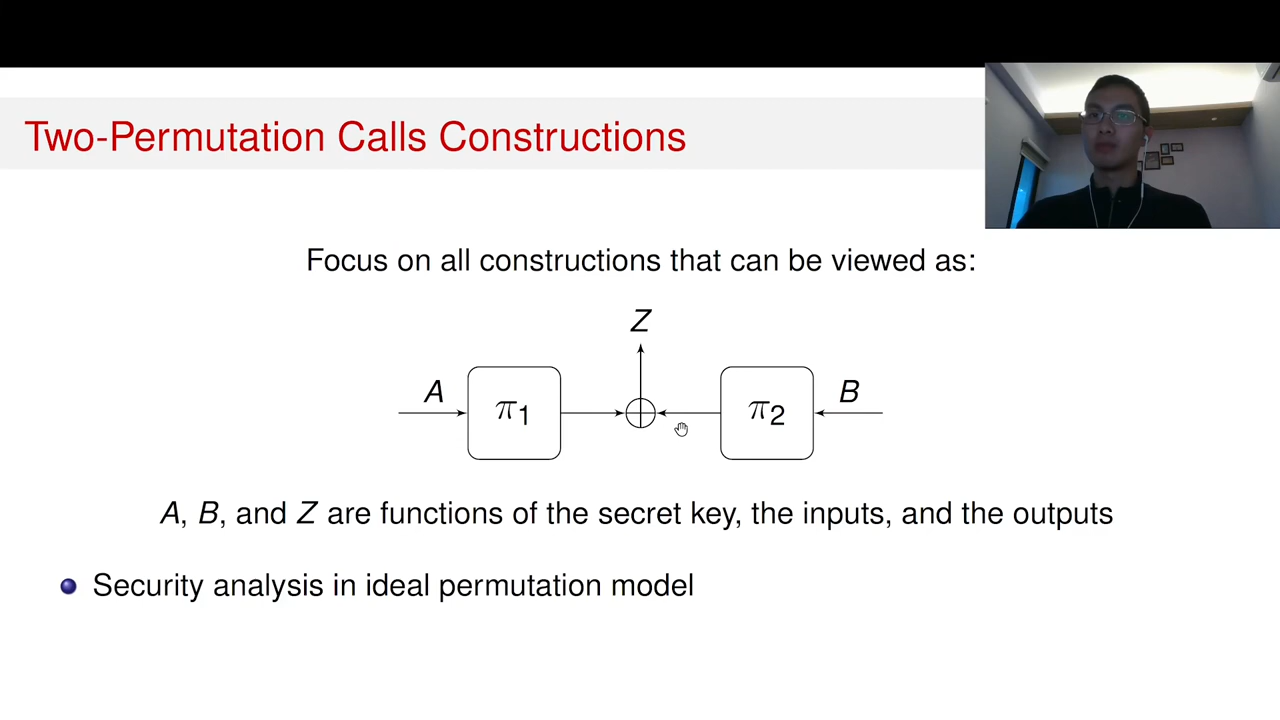 Two-Permutation Calls Constructions
Focus on all constructions that can be viewed as:
Z
A π1 π2 B
A, B, and Z are functions of the secret key, the inputs, and the outputs
Security analysis in ideal permutation model